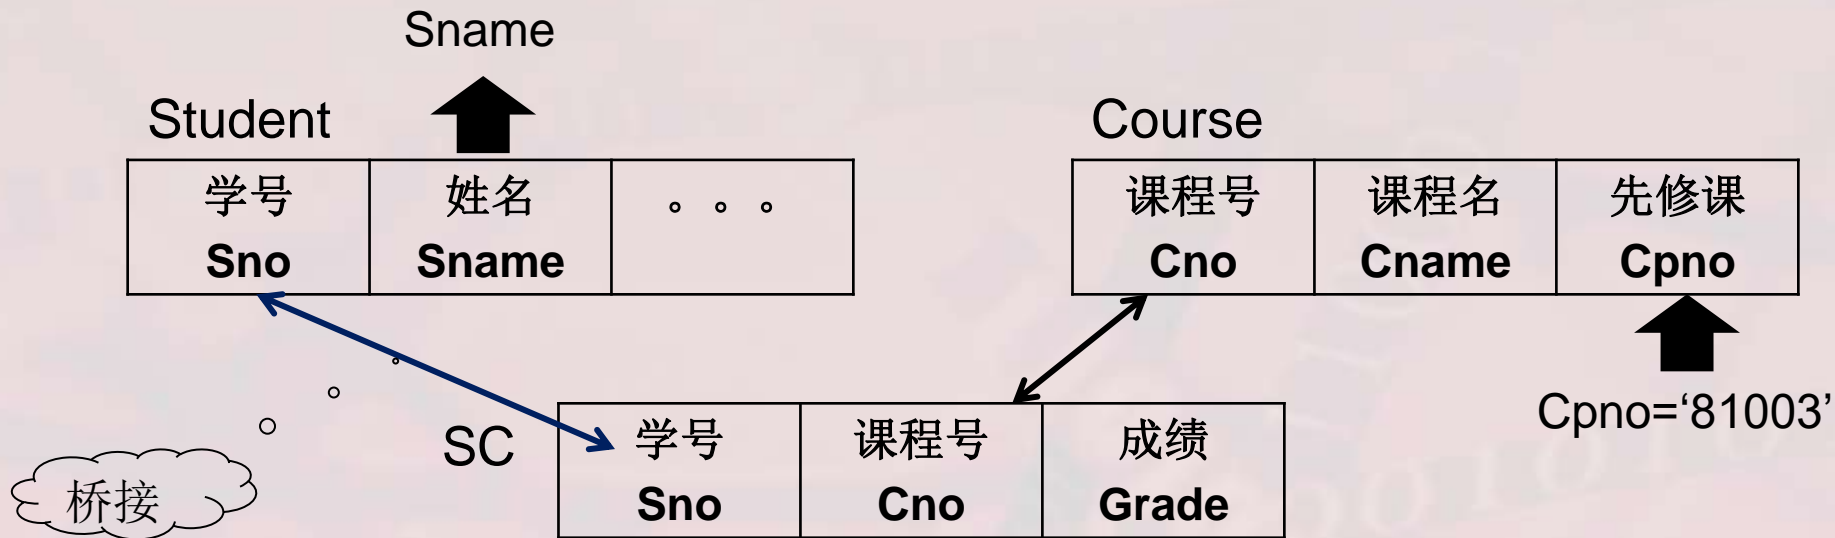 Sname
Student
学号 姓名 。。。
Sno Sname
Course
课程号 课程名 先修课
Cno Cname Cpno
Cpno=‘81003’
SC
学号 课程号 成绩
Sno Cno Grade
桥接